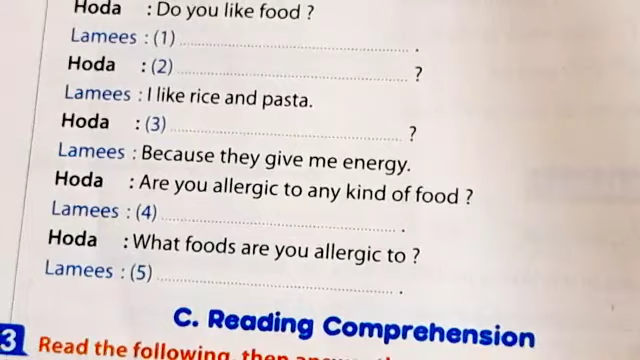 Hoda : Do you like food ?
Lamees : (1) .................................................. .
Hoda : (2) .................................................. ?
Lamees : I like rice and pasta.
Hoda : (3) .................................................. ?
Lamees : Because they give me energy.
Hoda : Are you allergic to any kind of food ?
Lamees : (4) .................................................. .
Hoda : What foods are you allergic to ?
Lamees : (5) .................................................. .
C. Reading Comprehension
3 Read the following, then